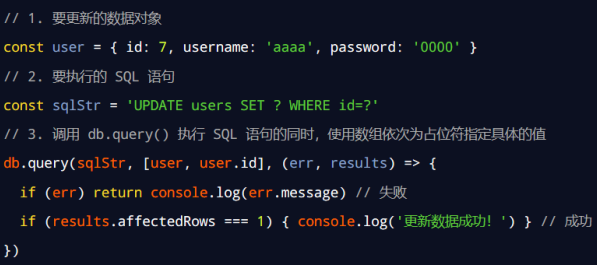 // 1. 要更新的数据对象
const user = { id: 7, username: 'aaaa', password: '0000' }
// 2. 要执行的 SQL 语句
const sqlStr = 'UPDATE users SET ? WHERE id=?'
// 3. 调用 db.query() 执行 SQL 语句的同时，使用数组依次为占位符指定具体的值
db.query(sqlStr, [user, user.id], (err, results) => {
  if (err) return console.log(err.message) // 失败
  if (results.affectedRows === 1) { console.log('更新数据成功！') } // 成功
})